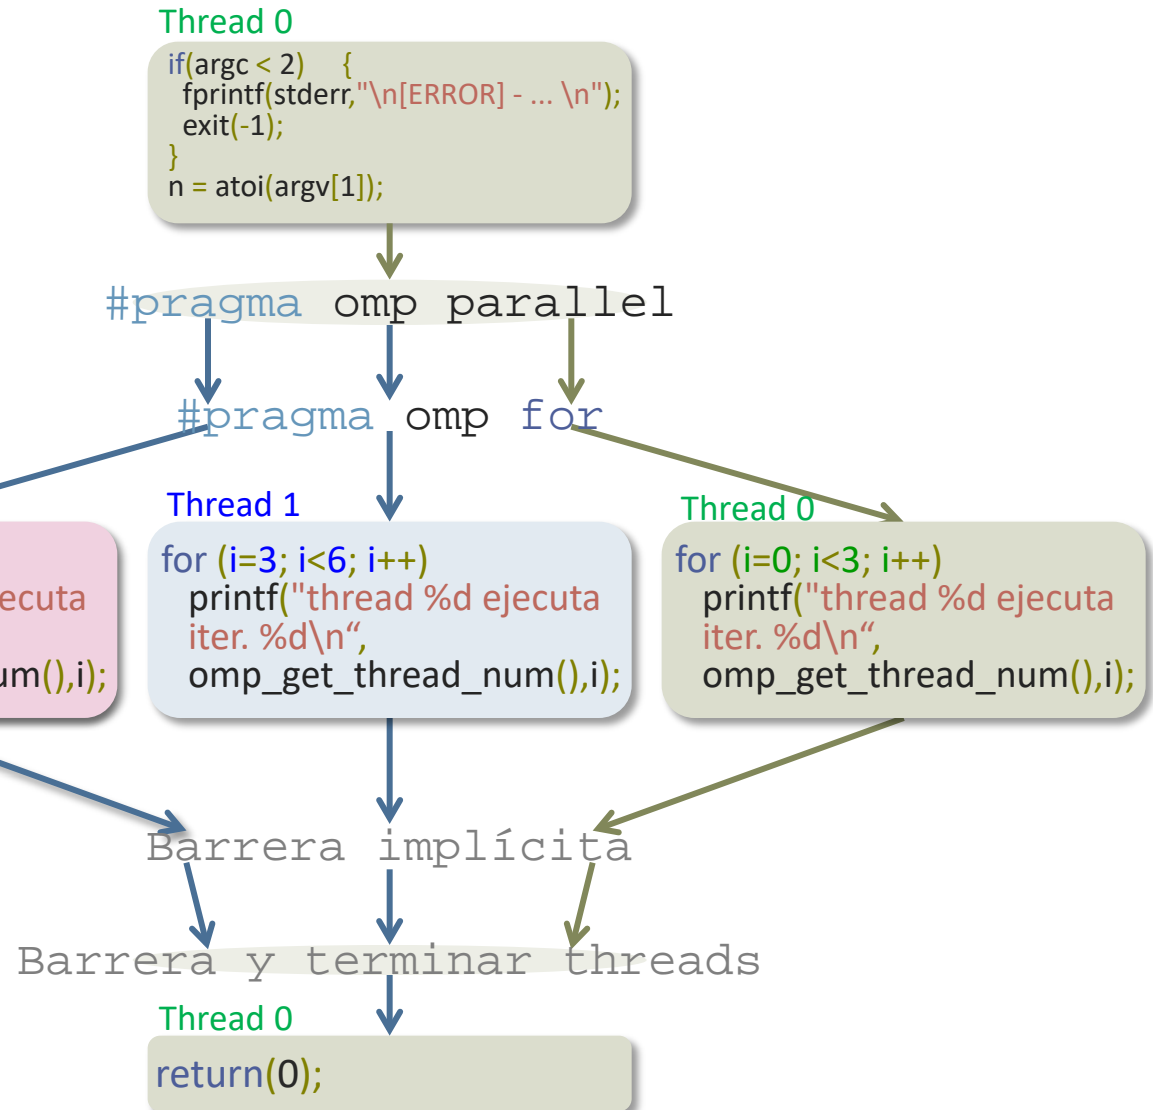 Thread 0
if(argc < 2) {
fprintf(stderr,"\n[ERROR] - ... \n");
exit(-1);
}
n = atoi(argv[1]);
#pragma omp parallel
#pragma omp for
Thread 1
Thread 0
ecuta
um(),i);
for (i=3; i<6; i++)
printf("thread %d ejecuta
iter. %d\n“,
omp_get_thread_num(),i);
for (i=0; i<3; i++)
printf("thread %d ejecuta
iter. %d\n“,
omp_get_thread_num(),i);
Barrera implícita
Barrera y terminar threads
Thread 0
return(0);